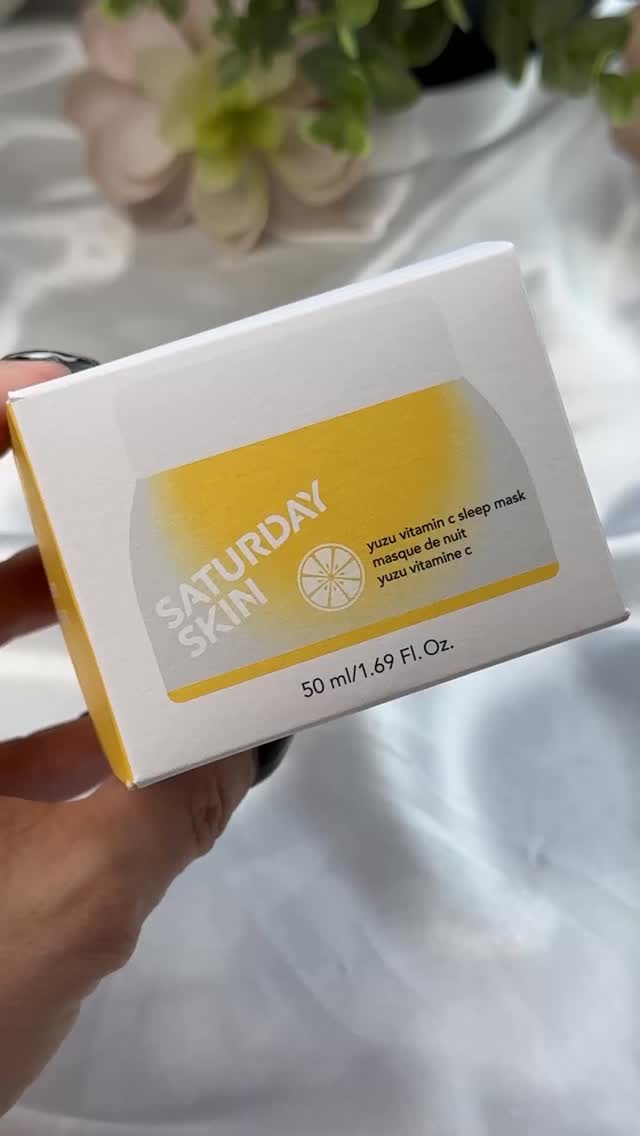 SATURDAY
SKIN
yuzu vitamin c sleep mask
masque de nuit
yuzu vitamine c
50 ml/1.69 Fl. Oz.